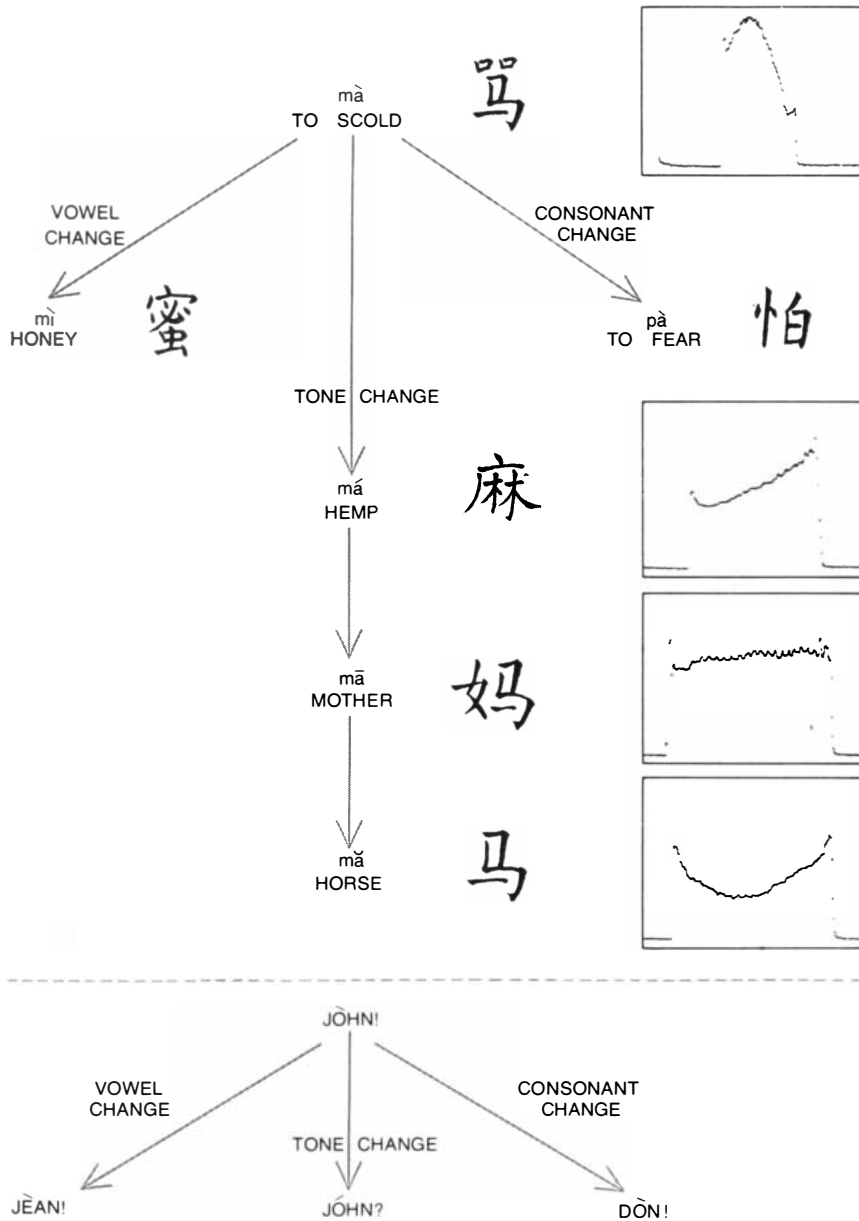 mà
TO SCOLD
骂
VOWEL
CHANGE
CONSONANT
CHANGE
mì
HONEY
蜜
pà
TO FEAR
怕
TONE CHANGE
má
HEMP
麻
mā
MOTHER
妈
mă
HORSE
马
JÒHN!
VOWEL
CHANGE
CONSONANT
CHANGE
TONE CHANGE
JÈAN!
JÓHN?
DÒN!